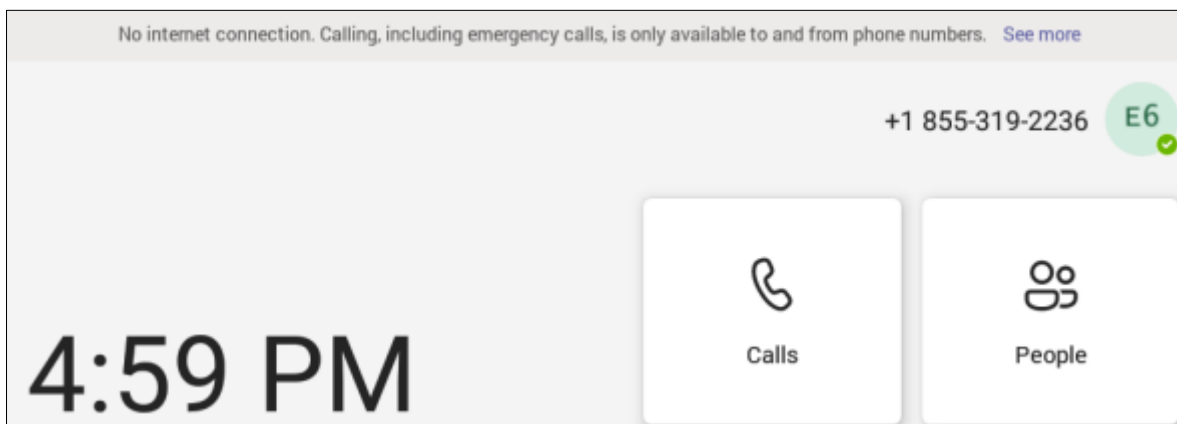 No internet connection. Calling, including emergency calls, is only available to and from phone numbers. See more
+1 855-319-2236 E6
Calls
People
4:59 PM